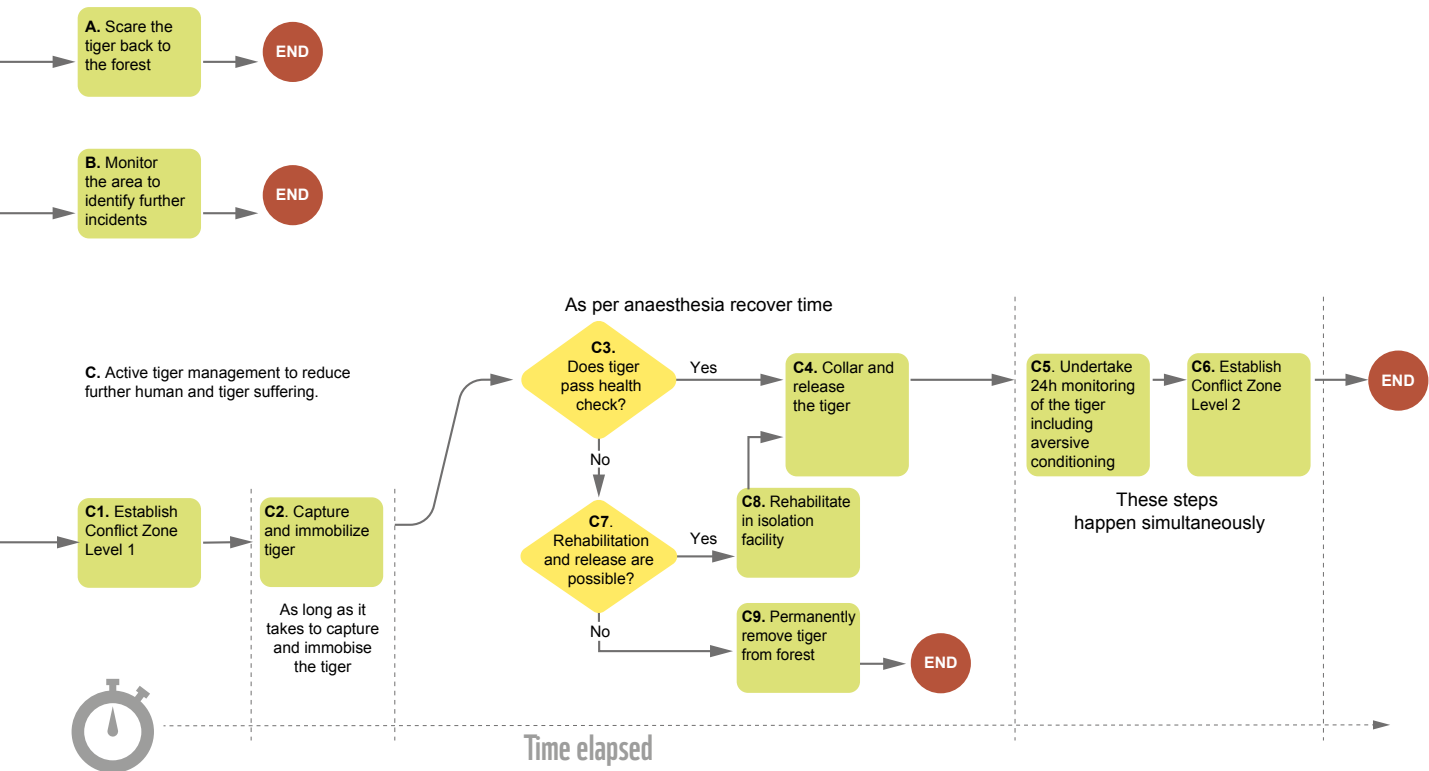 A. Scare the
tiger back to
the forest
END
B. Monitor
the area to
identify further
incidents
END
As per anaesthesia recover time
C. Active tiger management to reduce
further human and tiger suffering.
C3.
Does tiger
pass health
check?
Yes
No
C4. Collar and
release
the tiger
C5. Undertake
24h monitoring
of the tiger
including
aversive
conditioning
C6. Establish
Conflict Zone
Level 2
END
These steps
happen simultaneously
C1. Establish
Conflict Zone
Level 1
C2. Capture
and immobilize
tiger
As long as it
takes to capture
and immobise
the tiger
C7.
Rehabilitation
and release are
possible?
Yes
No
C8. Rehabilitate
in isolation
facility
C9. Permanently
remove tiger
from forest
END
Time elapsed